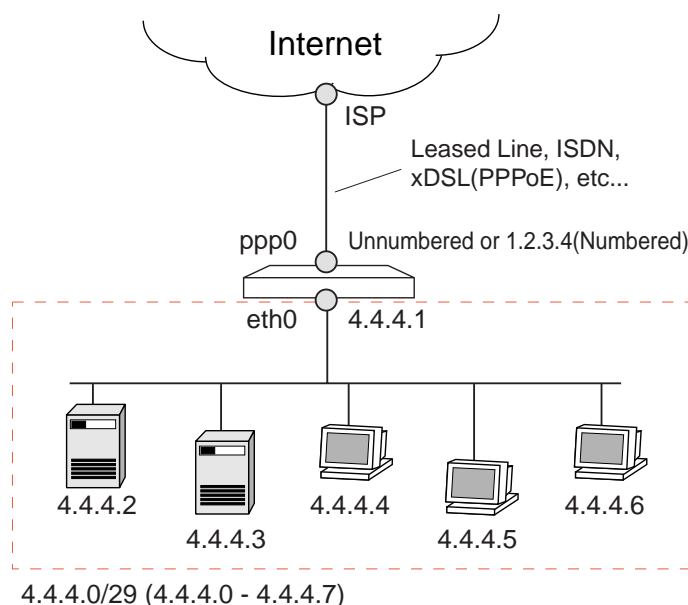 Internet
ISP
Leased Line, ISDN,
xDSL(PPPoE), etc...
ppp0
Unnumbered or 1.2.3.4(Numbered)
eth0
4.4.4.1
4.4.4.2
4.4.4.3
4.4.4.4
4.4.4.5
4.4.4.6
4.4.4.0/29 (4.4.4.0 - 4.4.4.7)